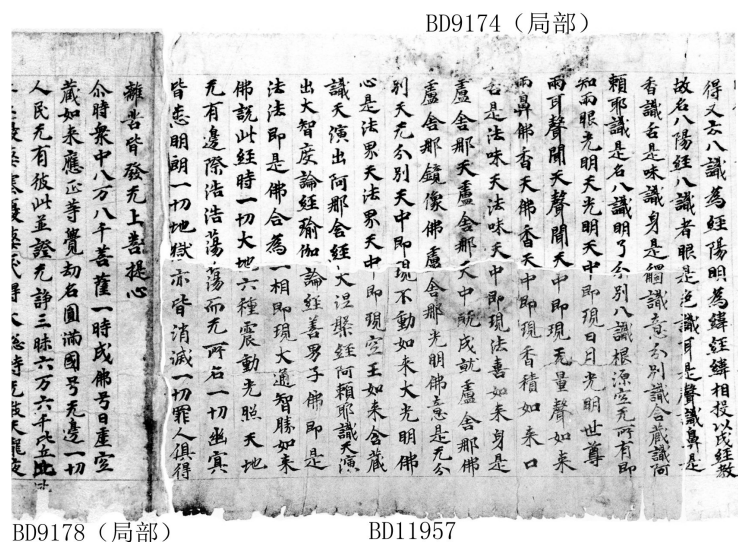 BD9174（局部）
得又云八識為經陽明為緯經緯相投以成經教
故名八陽經八識者眼是色識耳是聲識鼻是
香識舌是味識身是觸識意分別識含藏識阿
賴耶識是名八識明了分別八識根源空无所有即
知兩眼光明天光明天中即現日月光明世尊
兩耳聲聞天聲聞天中即現无量聲如来
兩鼻佛香天佛香天中即現香積如来口
舌是法味天法味天中即現法喜如来身是
盧舍那天盧舍那天中即成就盧舍那佛
盧舍那鏡像佛盧舍那光明佛意是无分
別天无分別天中即現不動如来大光明佛
心是法界天法界天中即現空王如来含藏
識天演出阿那含經大涅槃經阿賴耶識天演
出大智度論經瑜伽論經善男子佛即是
法法即是佛合為一相即現大通智勝如来
佛說此經時一切大地六種震動光照天地
无有邊際浩浩蕩蕩而无所名一切幽冥
皆悉明朗一切地獄亦皆消滅一切罪人俱得
離苦皆發无上菩提心
尒時衆中八万八千菩薩一時成佛号曰虛空
藏如来應正等覺劫名圓滿國号无邊一切
人民无有彼此並證无諍三昧六万六千比丘比
BD9178（局部）
BD11957